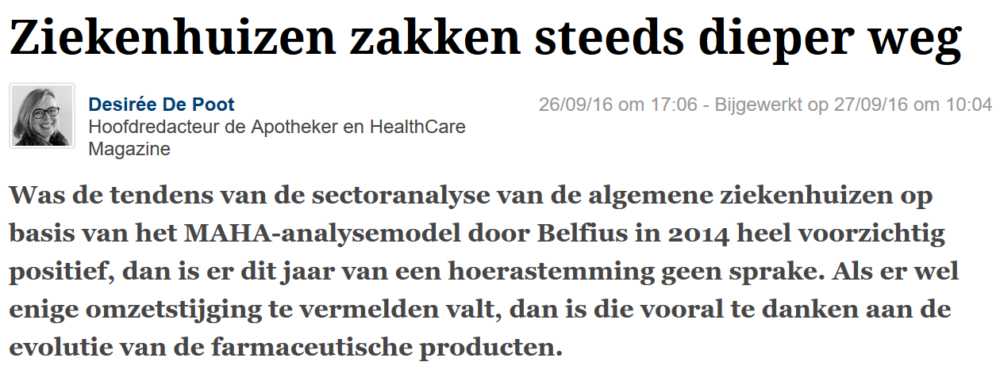 Ziekenhuizen zakken steeds dieper weg
Desirée De Poot
26/09/16 om 17:06 - Bijgewerkt op 27/09/16 om 10:04
Hoofdredacteur de Apotheker en HealthCare
Magazine
Was de tendens van de sectoranalyse van de algemene ziekenhuizen op
basis van het MAHA-analysemodel door Belfius in 2014 heel voorzichtig
positief, dan is er dit jaar van een hoerastemming geen sprake. Als er wel
enige omzetstijging te vermelden valt, dan is die vooral te danken aan de
evolutie van de farmaceutische producten.